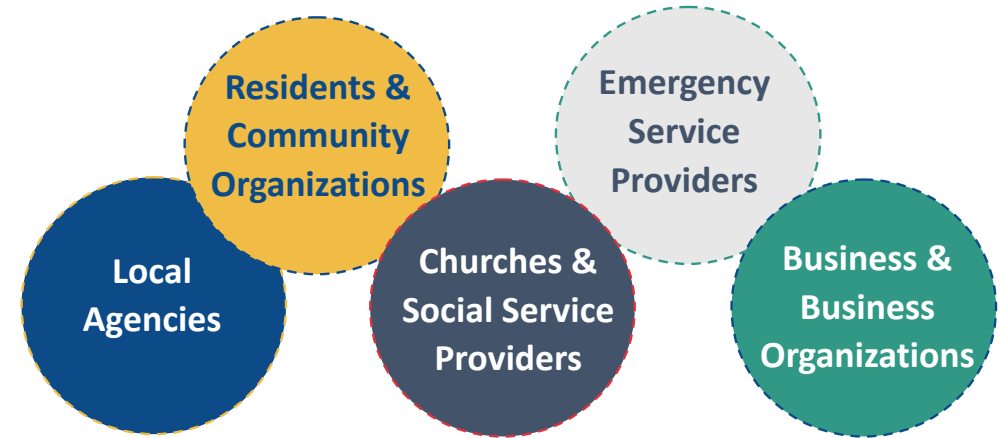 Local
Agencies
Residents &
Community
Organizations
Churches &
Social Service
Providers
Emergency
Service
Providers
Business &
Business
Organizations